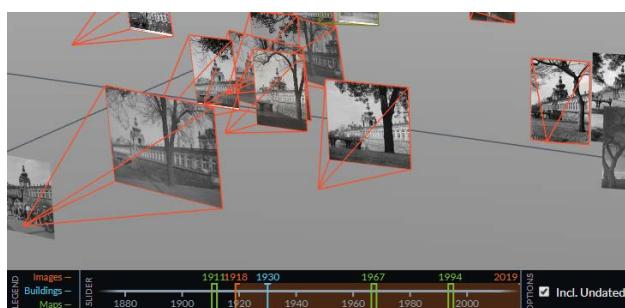 LEGEND
Images –
Buildings –
Maps –
SLIDER
1911 1918 1930 1967 1994 2019
1880 1900 1920 1940 1960 1980 2000
OPTIONS
Incl. Undated